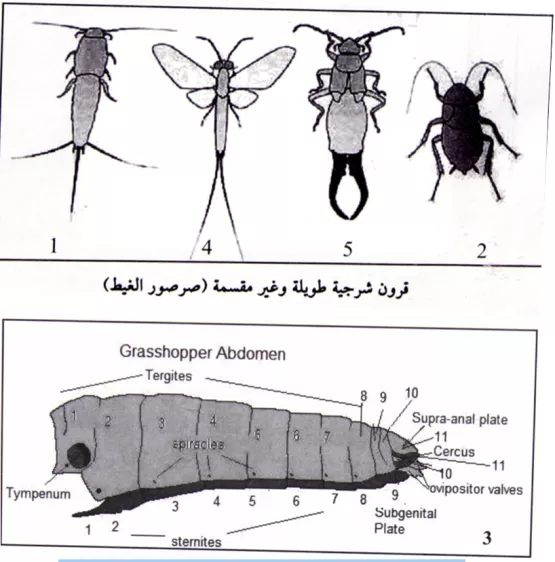 1 4 5 2
قرون شرجية طويلة وغير مقسمة (صرصور الغيط)
Grasshopper Abdomen
Tergites
8 9 10
1 2 3 4 5 6 7
Supra-anal plate
11
spiracles
Cercus
11
10
Tympenum
ovipositor valves
1 2 3 4 5 6 7 8 9
Subgenital
Plate
sternites
3